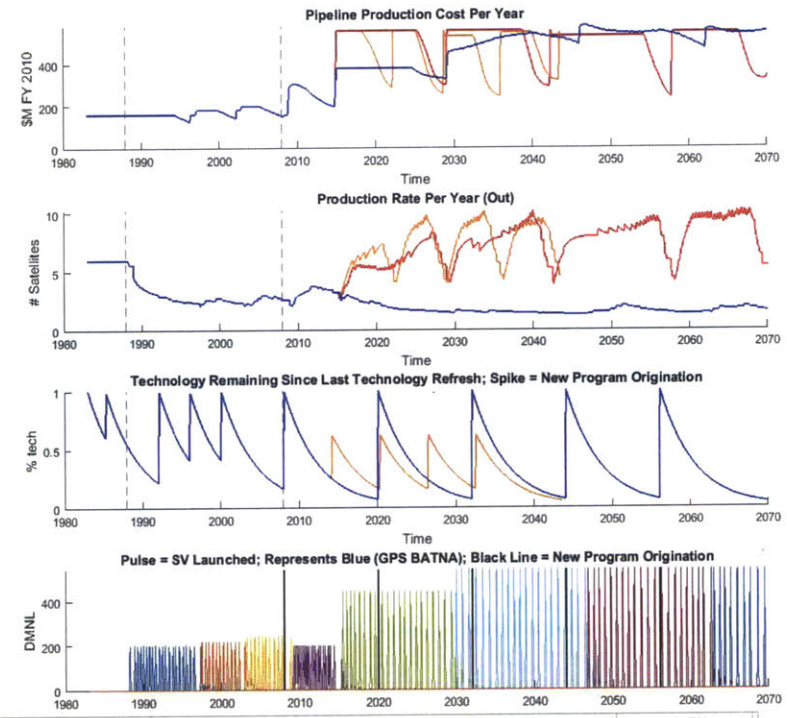 Pipeline Production Cost Per Year
$M FY 2010
400
200
0
1980 1990 2000 2010 2020 2030 2040 2050 2060 2070
Time
Production Rate Per Year (Out)
# Satellites
10
5
0
1980 1990 2000 2010 2020 2030 2040 2050 2060 2070
Time
Technology Remaining Since Last Technology Refresh; Spike = New Program Origination
% tech
1
0.5
0
1980 1990 2000 2010 2020 2030 2040 2050 2060 2070
Time
Pulse = SV Launched; Represents Blue (GPS BATNA); Black Line = New Program Origination
DMNL
400
200
0
1980 1990 2000 2010 2020 2030 2040 2050 2060 2070